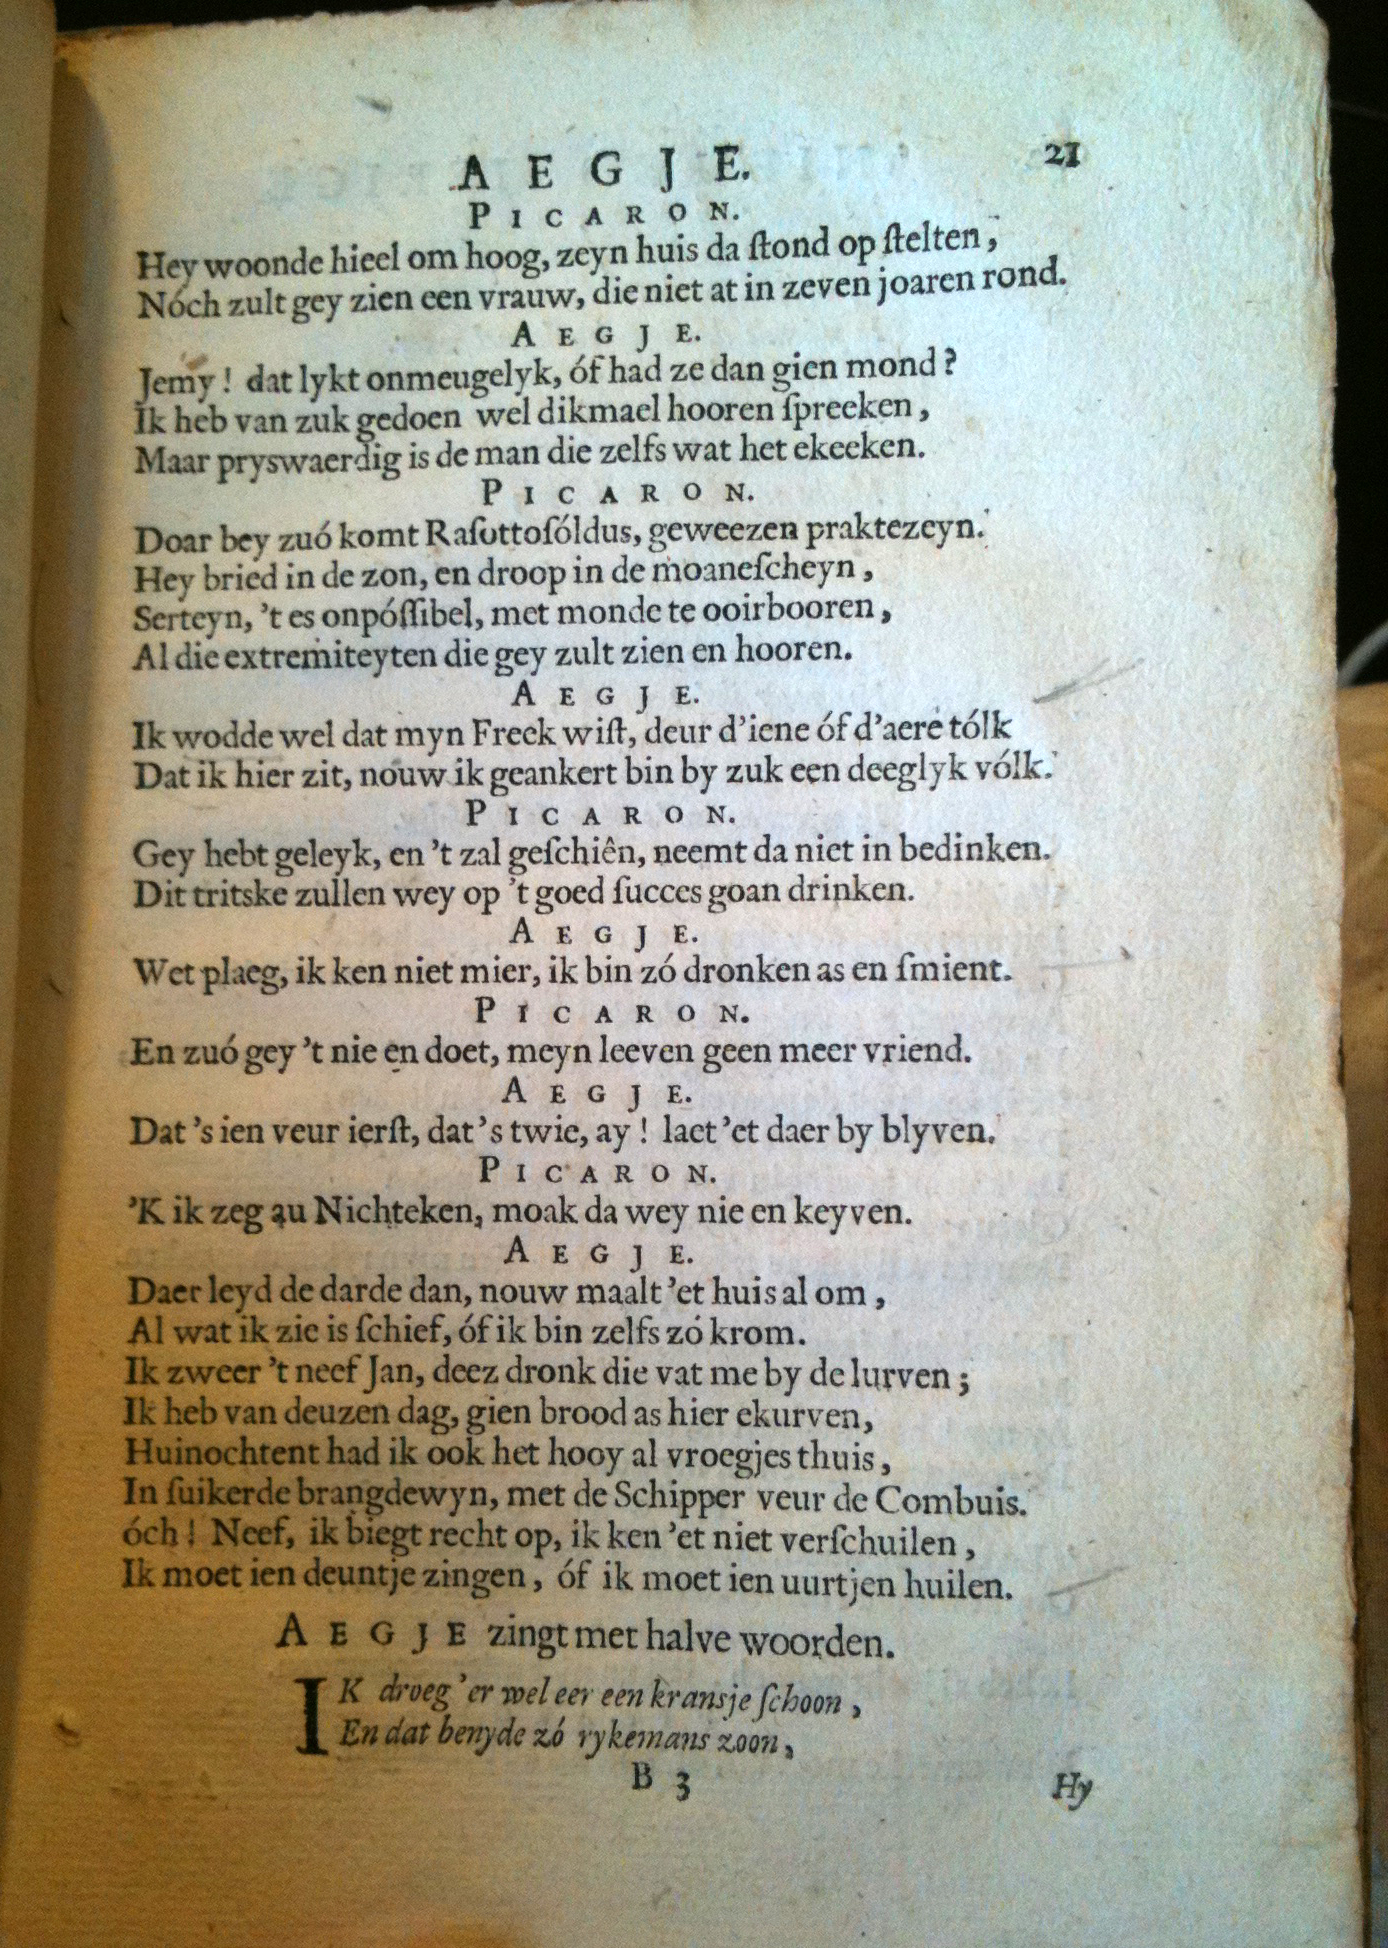 AEGJE. 21
PICARON.
Hey woonde hieel om hoog, zeyn huis da ſtond op ſtelten,
Nóch zult gey zien een vrauw, die niet at in zeven joaren rond.
AEGJE.
Jemy! dat lykt onmeugelyk, óf had ze dan gien mond?
Ik heb van zuk gedoen wel dikmael hooren ſpreeken,
Maar pryswaerdig is de man die zelfs wat het ekeeken.
PICARON.
Doar bey zuó komt Raſottoſóldus, geweezen praktezeyn.
Hey bried in de zon, en droop in de moaneſcheyn,
Serteyn, 't es onpóſſibel, met monde te ooirbooren,
Al die extremiteyten die gey zult zien en hooren.
AEGJE.
Ik wodde wel dat myn Freek wiſt, deur d'iene óf d'aere tólk
Dat ik hier zit, nouw ik geankert bin by zuk een deeglyk vólk.
PICARON.
Gey hebt geleyk, en 't zal geſchiên, neemt da niet in bedinken.
Dit tritske zullen wey op 't goed ſucces goan drinken.
AEGJE.
Wet plaeg, ik ken niet mier, ik bin zó dronken as en ſmient.
PICARON.
En zuó gey 't nie en doet, meyn leeven geen meer vriend.
AEGJE.
Dat 's ien veur ierſt, dat's twie, ay! laet 'et daer by blyven.
PICARON.
'K ik zeg au Nichteken, moak da wey nie en keyven.
AEGJE.
Daer leyd de darde dan, nouw maalt 'et huis al om,
Al wat ik zie is ſchief, óf ik bin zelfs zó krom.
Ik zweer 't neef Jan, deez dronk die vat me by de lurven;
Ik heb van deuzen dag, gien brood as hier ekurven,
Huinochtent had ik ook het hooy al vroegjes thuis,
In ſuikerde brangdewyn, met de Schipper veur de Combuis.
óch! Neef, ik biegt recht op, ik ken 'et niet verſchuilen,
Ik moet ien deuntje zingen, óf ik moet ien uurtjen huilen.
AEGJE zingt met halve woorden.
IK droeg 'er wel eer een kransje ſchoon,
En dat benyde zó rykemans zoon,
B 3 Hy